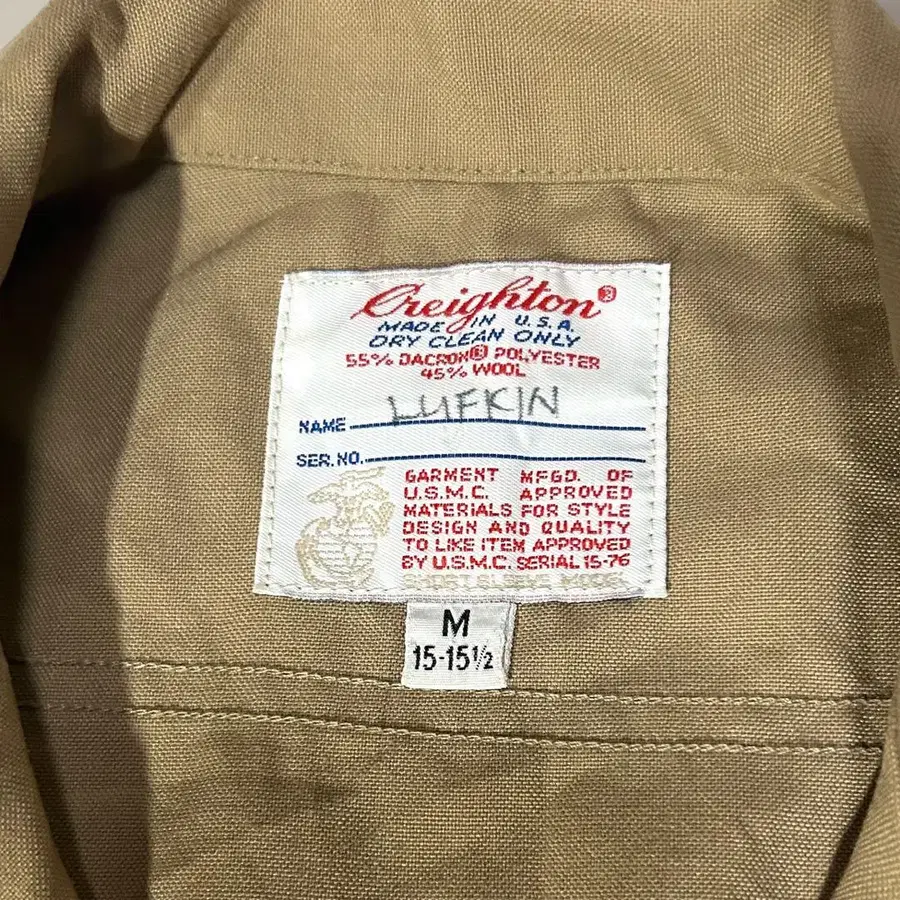 Creighton®
MADE IN U.S.A.
DRY CLEAN ONLY
55% DACRON® POLYESTER
45% WOOL
NAME LUFKIN
SER. NO.
GARMENT MFGD. OF
U.S.M.C. APPROVED
MATERIALS FOR STYLE
DESIGN AND QUALITY
TO LIKE ITEM APPROVED
BY U.S.M.C. SERIAL 15-76
SHORT SLEEVE MODEL
M
15-15½